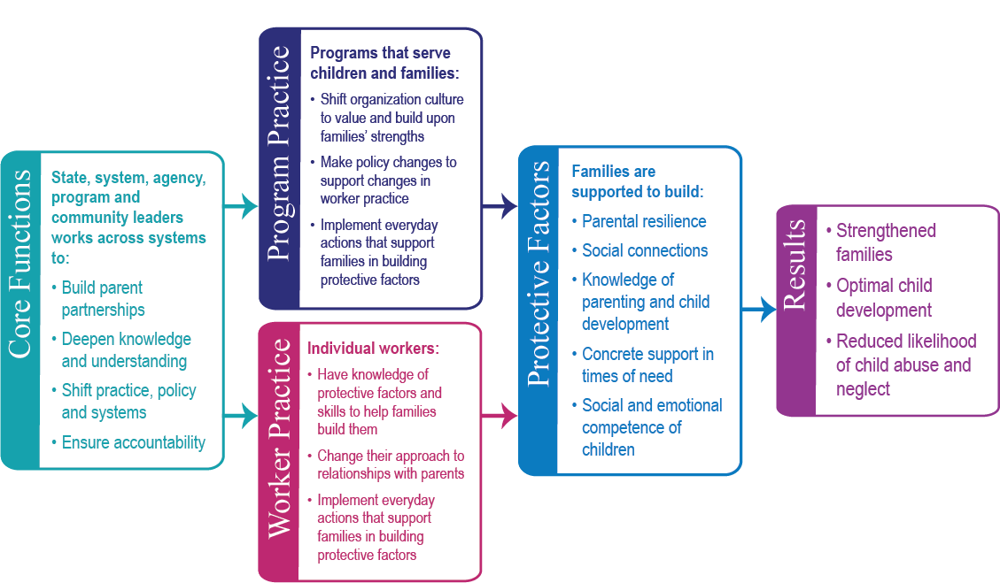 Core Functions
State, system, agency,
program and
community leaders
works across systems
to:
• Build parent
partnerships
• Deepen knowledge
and understanding
• Shift practice, policy
and systems
• Ensure accountability
Program Practice
Programs that serve
children and families:
• Shift organization culture
to value and build upon
families’ strengths
• Make policy changes to
support changes in
worker practice
• Implement everyday
actions that support
families in building
protective factors
Worker Practice
Individual workers:
• Have knowledge of
protective factors and
skills to help families
build them
• Change their approach to
relationships with parents
• Implement everyday
actions that support
families in building
protective factors
Protective Factors
Families are
supported to build:
• Parental resilience
• Social connections
• Knowledge of
parenting and child
development
• Concrete support in
times of need
• Social and emotional
competence of
children
Results
• Strengthened
families
• Optimal child
development
• Reduced likelihood
of child abuse and
neglect